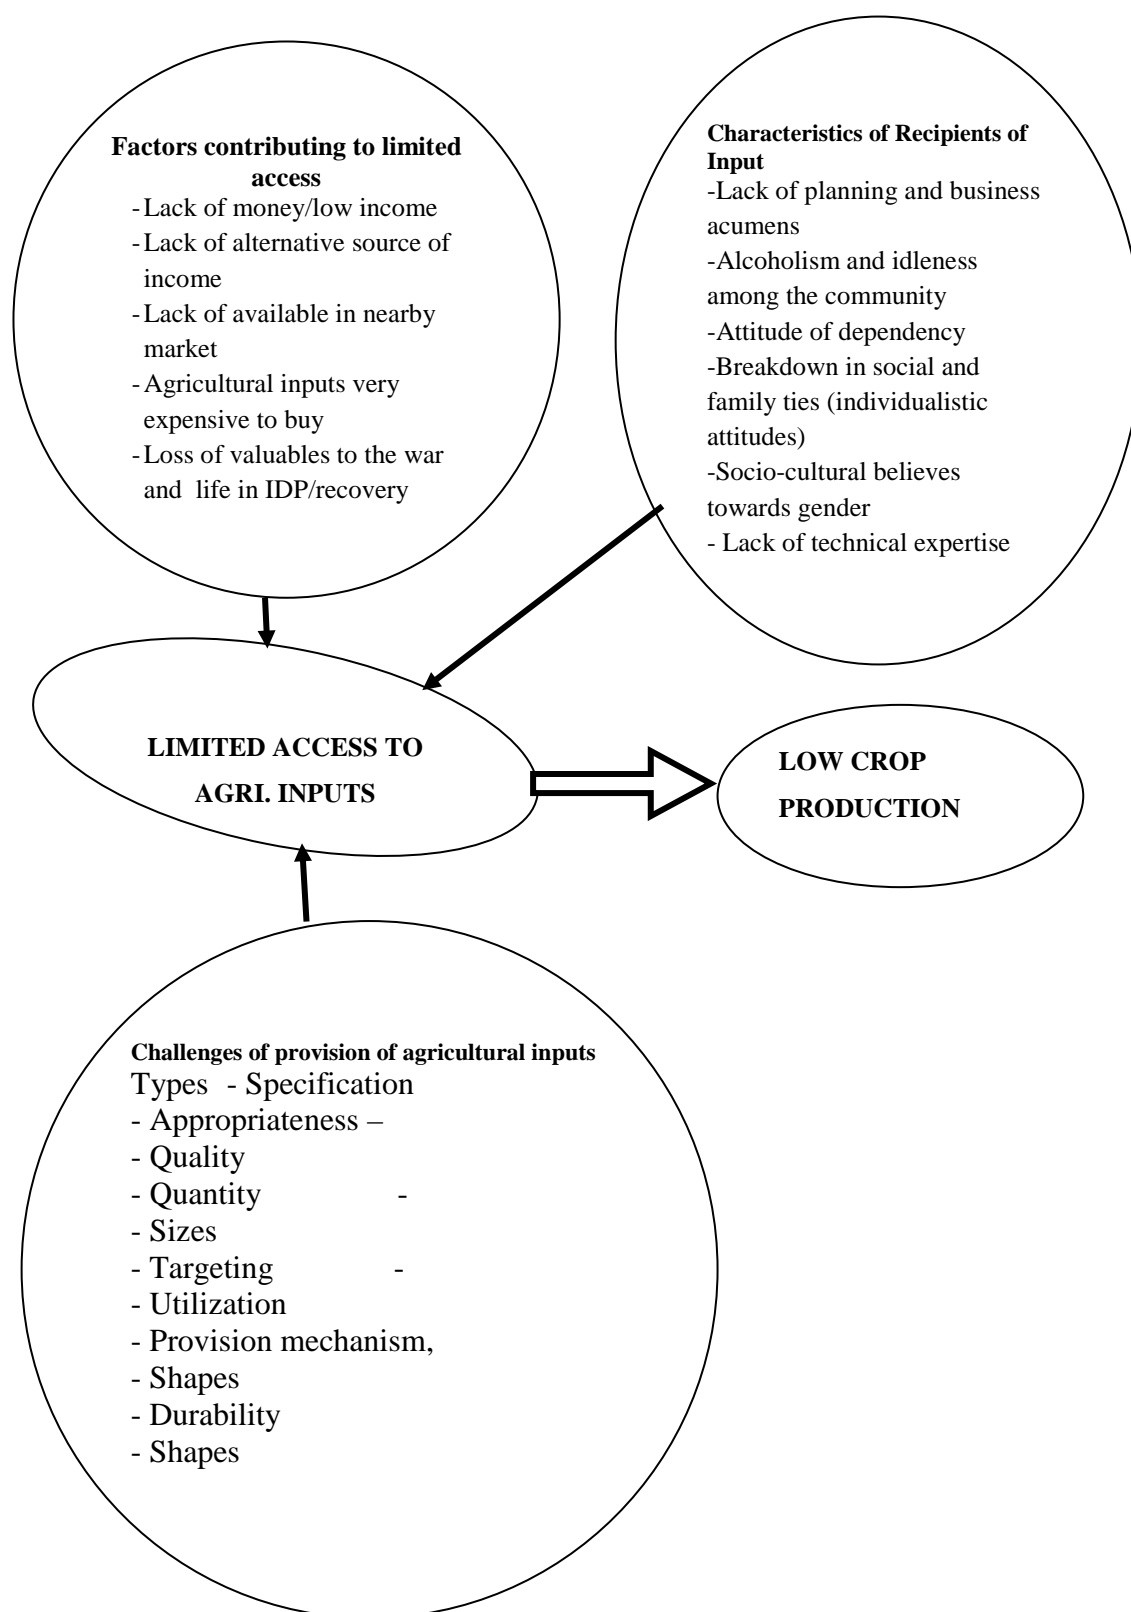 Factors contributing to limited
access
-Lack of money/low income
-Lack of alternative source of
income
-Lack of available in nearby
market
-Agricultural inputs very
expensive to buy
-Loss of valuables to the war
and life in IDP/recovery
Characteristics of Recipients of
Input
-Lack of planning and business
acumens
-Alcoholism and idleness
among the community
-Attitude of dependency
-Breakdown in social and
family ties (individualistic
attitudes)
-Socio-cultural believes
towards gender
- Lack of technical expertise
LIMITED ACCESS TO
AGRI. INPUTS
LOW CROP
PRODUCTION
Challenges of provision of agricultural inputs
Types - Specification
- Appropriateness –
- Quality
- Quantity -
- Sizes
- Targeting -
- Utilization
- Provision mechanism,
- Shapes
- Durability
- Shapes